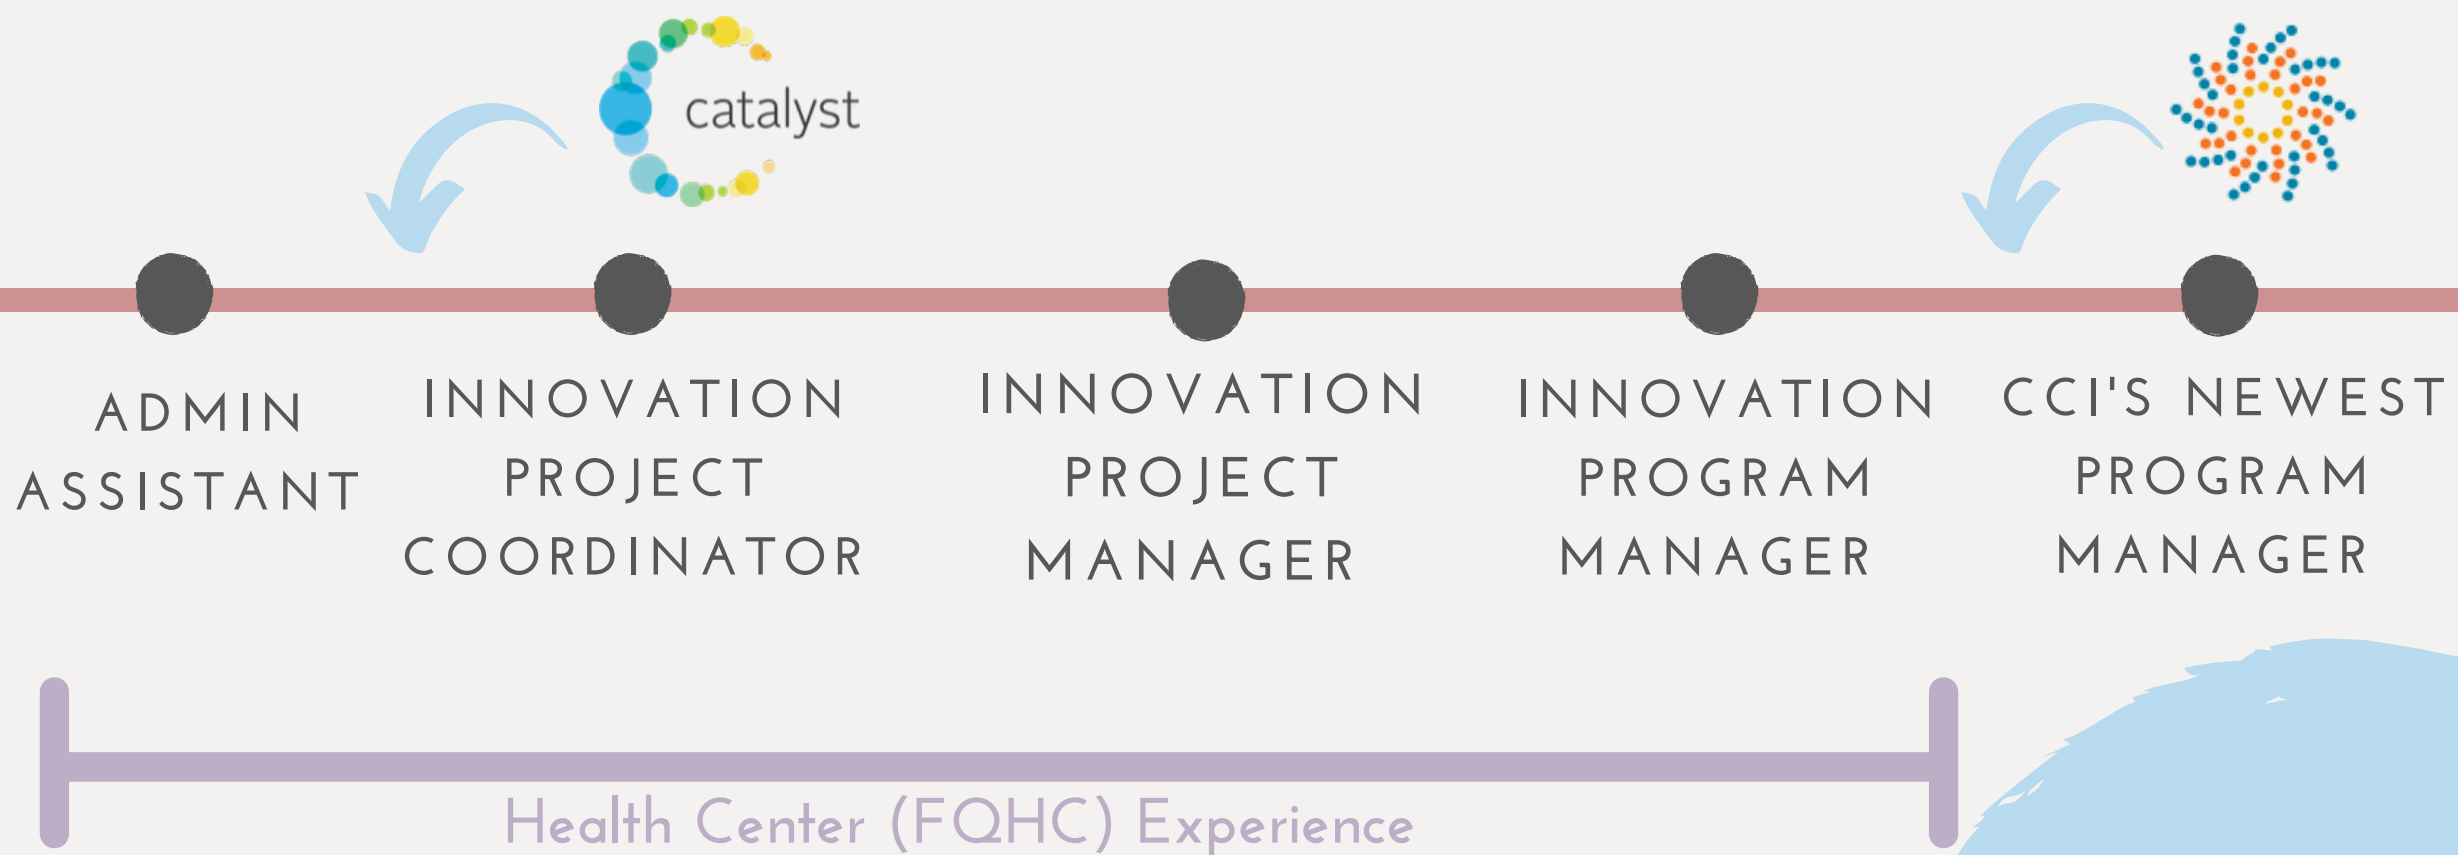 catalyst
ADMIN
ASSISTANT
INNOVATION
PROJECT
COORDINATOR
INNOVATION
PROJECT
MANAGER
INNOVATION
PROGRAM
MANAGER
CCI'S NEWEST
PROGRAM
MANAGER
Health Center (FQHC) Experience